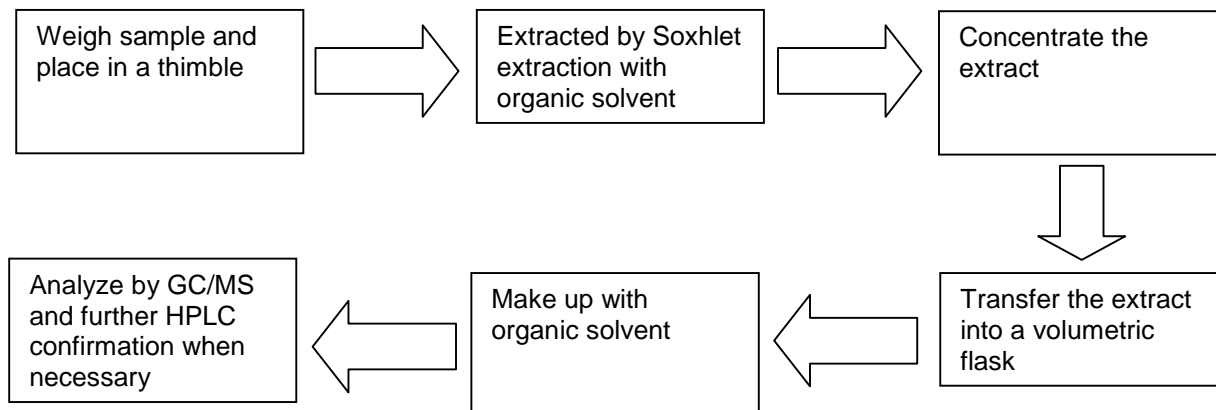 Weigh sample and
place in a thimble
Extracted by Soxhlet
extraction with
organic solvent
Concentrate the
extract
Transfer the extract
into a volumetric
flask
Make up with
organic solvent
Analyze by GC/MS
and further HPLC
confirmation when
necessary